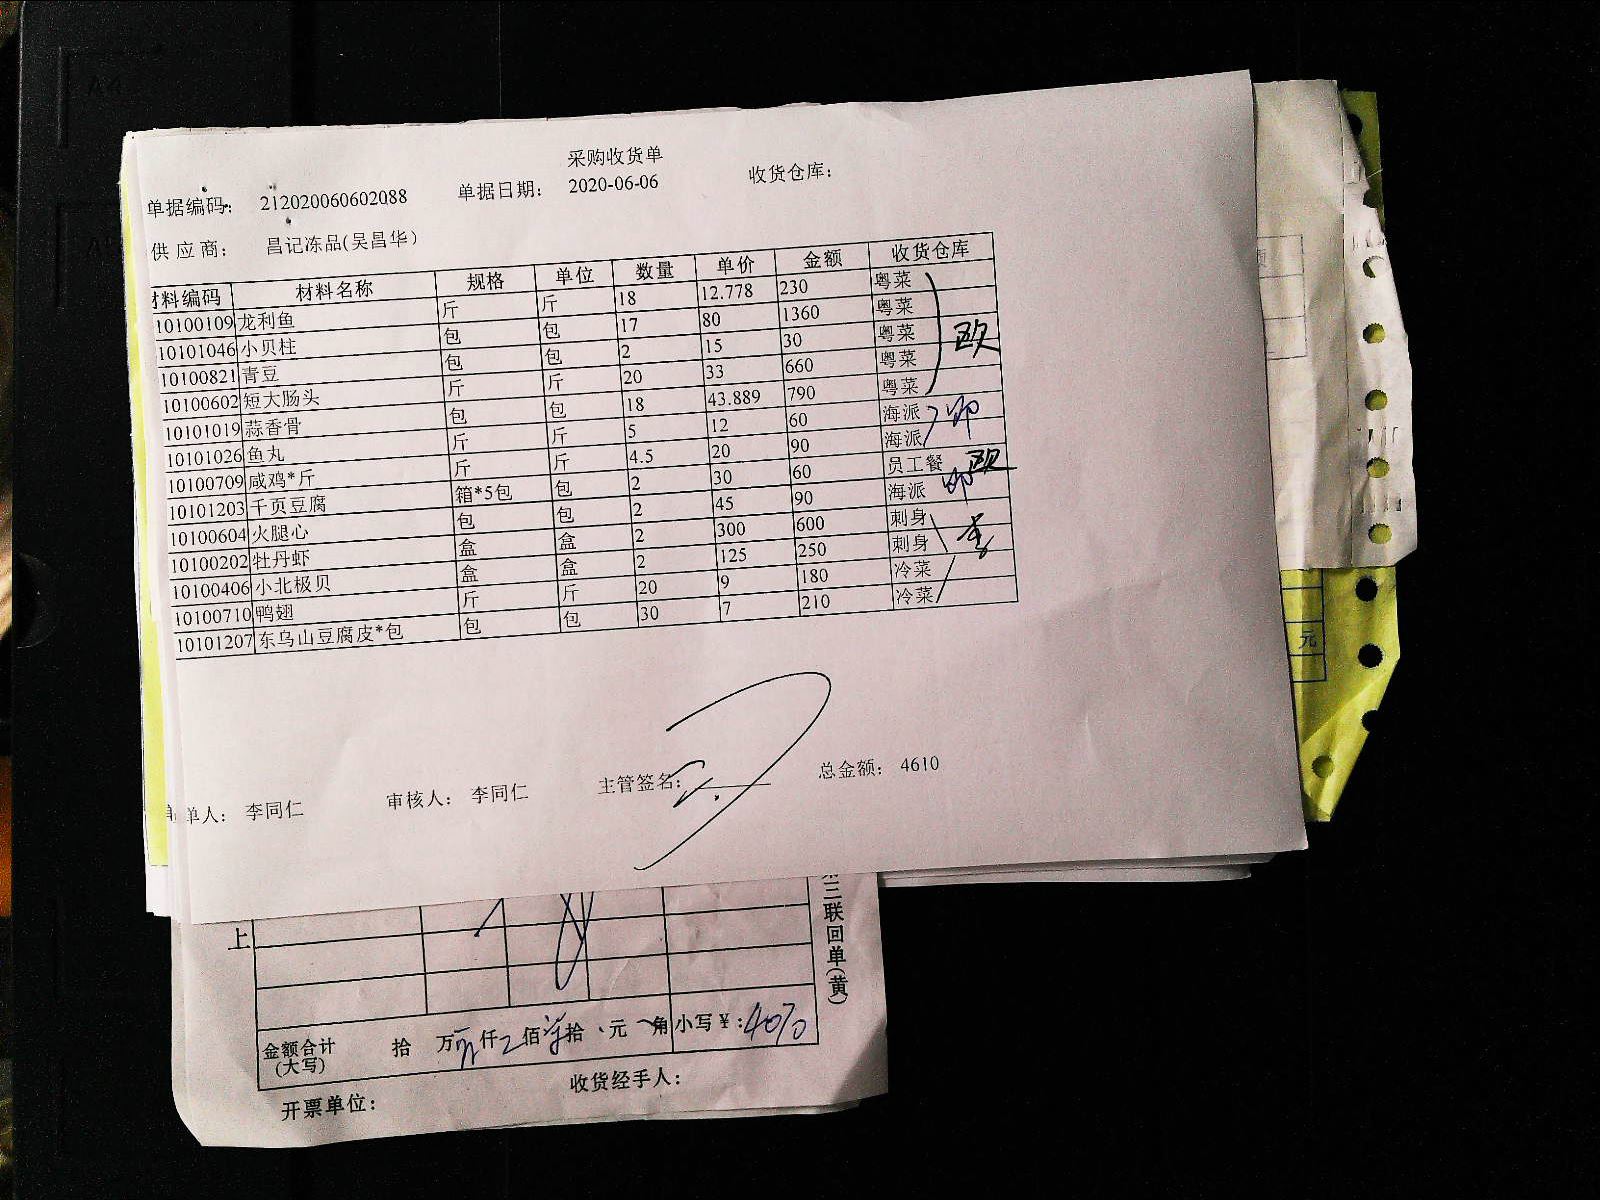 采购收货单
单据编码： 212020060602088 单据日期： 2020-06-06 收货仓库：
供应商： 昌记冻品(吴昌华)
材料编码 材料名称 规格 单位 数量 单价 金额 收货仓库
10100109 龙利鱼 斤 斤 18 12.778 230 粤菜
10101046 小贝柱 包 包 17 80 1360 粤菜
10100821 青豆 包 包 2 15 30 粤菜
10100602 短大肠头 斤 斤 20 33 660 粤菜
10101019 蒜香骨 包 包 18 43.889 790 粤菜
10101026 鱼丸 斤 斤 5 12 60 海派
10100709 咸鸡*斤 斤 斤 4.5 20 90 海派
10101203 千页豆腐 箱*5包 包 2 30 60 员工餐
10100604 火腿心 包 包 2 45 90 海派
10100202 牡丹虾 盒 盒 2 300 600 刺身
10100406 小北极贝 盒 盒 2 125 250 刺身
10100710 鸭翅 斤 斤 20 9 180 冷菜
10101207 东乌山豆腐皮*包 包 包 30 7 210 冷菜
欧
欧
李
单人： 李同仁 审核人： 李同仁 主管签名： 总金额： 4610
上
三联回单(黄)
金额合计(大写) 拾 万 仟 佰 拾 元 角 小写￥：
开票单位： 收货经手人：
元